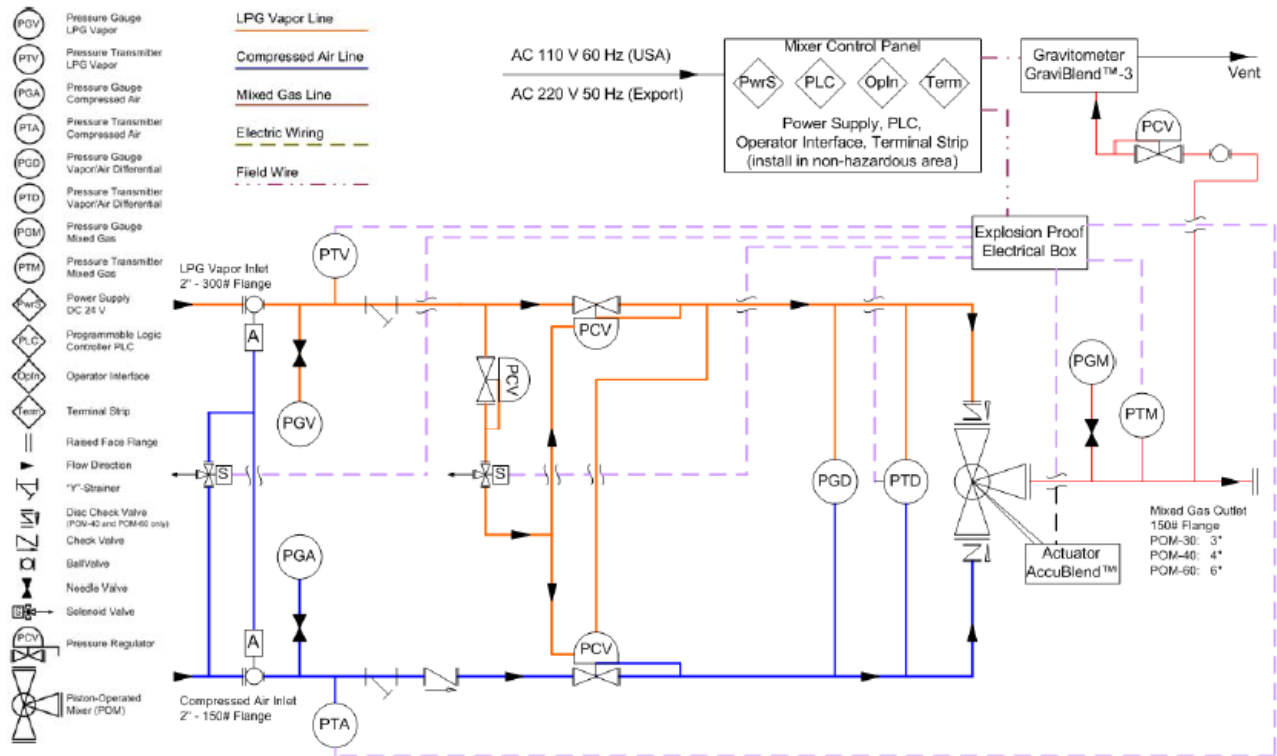 PGV
Pressure Gauge
LPG Vapor
PTV
Pressure Transmitter
LPG Vapor
PGA
Pressure Gauge
Compressed Air
PTA
Pressure Transmitter
Compressed Air
PGD
Pressure Gauge
Vapor/Air Differential
PTD
Pressure Transmitter
Vapor/Air Differential
PGM
Pressure Gauge
Mixed Gas
PTM
Pressure Transmitter
Mixed Gas
PwrS
Power Supply
DC 24 V
PLC
Programmable Logic
Controller PLC
OpIn
Operator Interface
Term
Terminal Strip
Raised Face Flange
Flow Direction
"Y"-Strainer
Disc Check Valve
(POM-40 and POM-60 only)
Check Valve
BallValve
Needle Valve
S
Solenoid Valve
PCV
Pressure Regulator
Piston-Operated
Mixer (POM)
LPG Vapor Line
Compressed Air Line
Mixed Gas Line
Electric Wiring
Field Wire
AC 110 V 60 Hz (USA)
AC 220 V 50 Hz (Export)
Mixer Control Panel
PwrS
PLC
OpIn
Term
Power Supply, PLC,
Operator Interface, Terminal Strip
(install in non-hazardous area)
Gravitometer
GraviBlend™-3
Vent
PCV
Explosion Proof
Electrical Box
PTV
LPG Vapor Inlet
2" - 300# Flange
A
PCV
PCV
PGV
S
S
PGA
A
PCV
Compressed Air Inlet
2" - 150# Flange
PTA
PGD
PTD
PGM
PTM
Actuator
AccuBlend™
Mixed Gas Outlet
150# Flange
POM-30: 3"
POM-40: 4"
POM-60: 6"